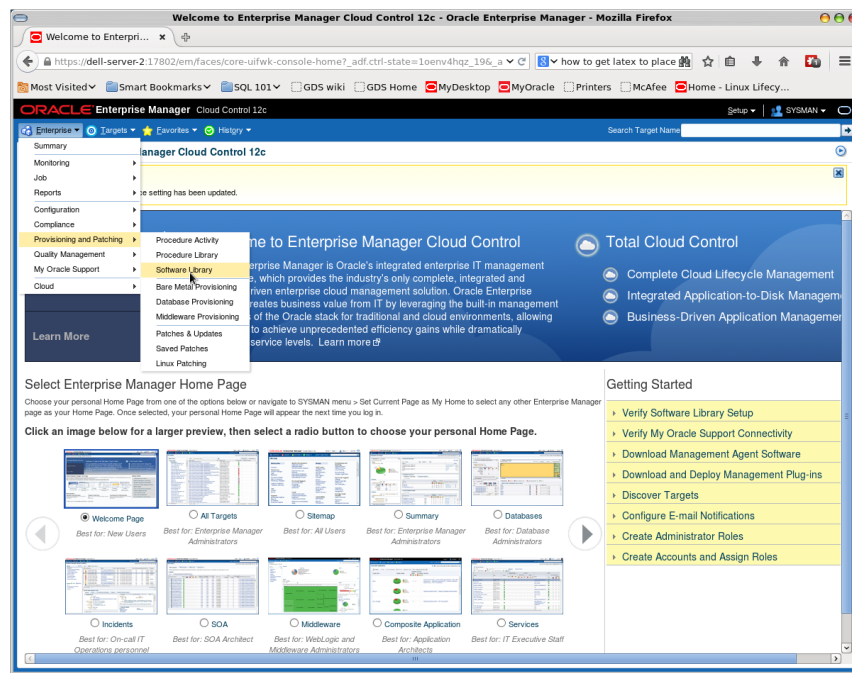 Welcome to Enterprise Manager Cloud Control 12c - Oracle Enterprise Manager - Mozilla Firefox
Welcome to Enterpri... x
https://dell-server-2:17802/em/faces/core-uifwk-console-home?_adf.ctrl-state=1oenv4hqz_19&_a
how to get latex to place
Most Visited Smart Bookmarks SQL 101 GDS wiki GDS Home MyDesktop MyOracle Printers McAfee Home - Linux Lifecy...
ORACLE Enterprise Manager Cloud Control 12c
Setup SYSMAN
Enterprise Targets Favorites History
Search Target Name
Summary
anager Cloud Control 12c
Monitoring
Job
Reports
ce setting has been updated.
Configuration
Compliance
Provisioning and Patching
Quality Management
My Oracle Support
Cloud
Procedure Activity
Procedure Library
Software Library
Bare Metal Provisioning
Database Provisioning
Middleware Provisioning
Patches & Updates
Saved Patches
Linux Patching
me to Enterprise Manager Cloud Control
erprise Manager is Oracle's integrated enterprise IT management
e, which provides the industry's only complete, integrated and
riven enterprise cloud management solution. Oracle Enterprise
reates business value from IT by leveraging the built-in management
s of the Oracle stack for traditional and cloud environments, allowing
to achieve unprecedented efficiency gains while dramatically
service levels. Learn more
Learn More
Total Cloud Control
Complete Cloud Lifecycle Management
Integrated Application-to-Disk Managem
Business-Driven Application Managemen
Select Enterprise Manager Home Page
Choose your personal Home Page from one of the options below or navigate to SYSMAN menu > Set Current Page as My Home to select any other Enterprise Manager
page as your Home Page. Once selected, your personal Home Page will appear the next time you log in.
Click an image below for a larger preview, then select a radio button to choose your personal Home Page.
Welcome Page
Best for: New Users
All Targets
Best for: Enterprise Manager
Administrators
Sitemap
Best for: All Users
Summary
Best for: Enterprise Manager
Administrators
Databases
Best for: Database
Administrators
Incidents
Best for: On-call IT
Operations personnel
SOA
Best for: SOA Architect
Middleware
Best for: WebLogic and
Middleware Administrators
Composite Application
Best for: Application
Architects
Services
Best for: IT Executive Staff
Getting Started
Verify Software Library Setup
Verify My Oracle Support Connectivity
Download Management Agent Software
Download and Deploy Management Plug-ins
Discover Targets
Configure E-mail Notifications
Create Administrator Roles
Create Accounts and Assign Roles